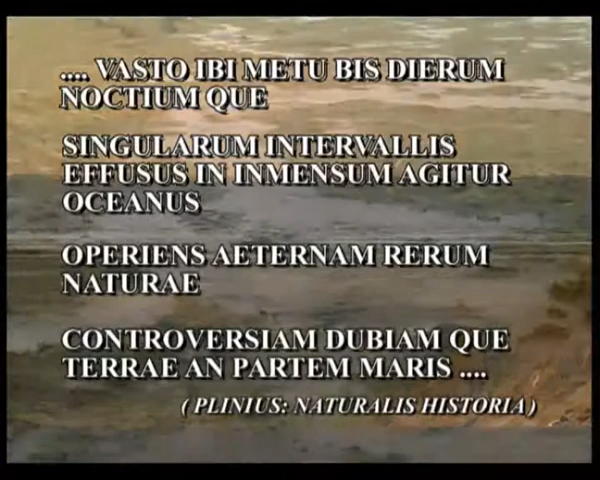 .... VASTO IBI METU BIS DIERUM
NOCTIUM QUE
SINGULARUM INTERVALLIS
EFFUSUS IN INMENSUM AGITUR
OCEANUS
OPERIENS AETERNAM RERUM
NATURAE
CONTROVERSIAM DUBIAM QUE
TERRAE AN PARTEM MARIS ....
( PLINIUS: NATURALIS HISTORIA )